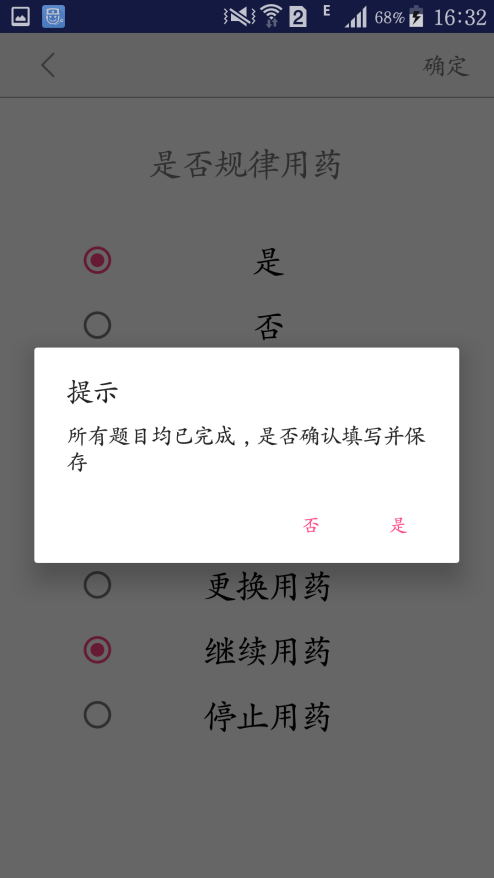 2 E 68% 16:32
确定
是否规律用药
是
否
提示
所有题目均已完成，是否确认填写并保
存
否 是
更换用药
继续用药
停止用药